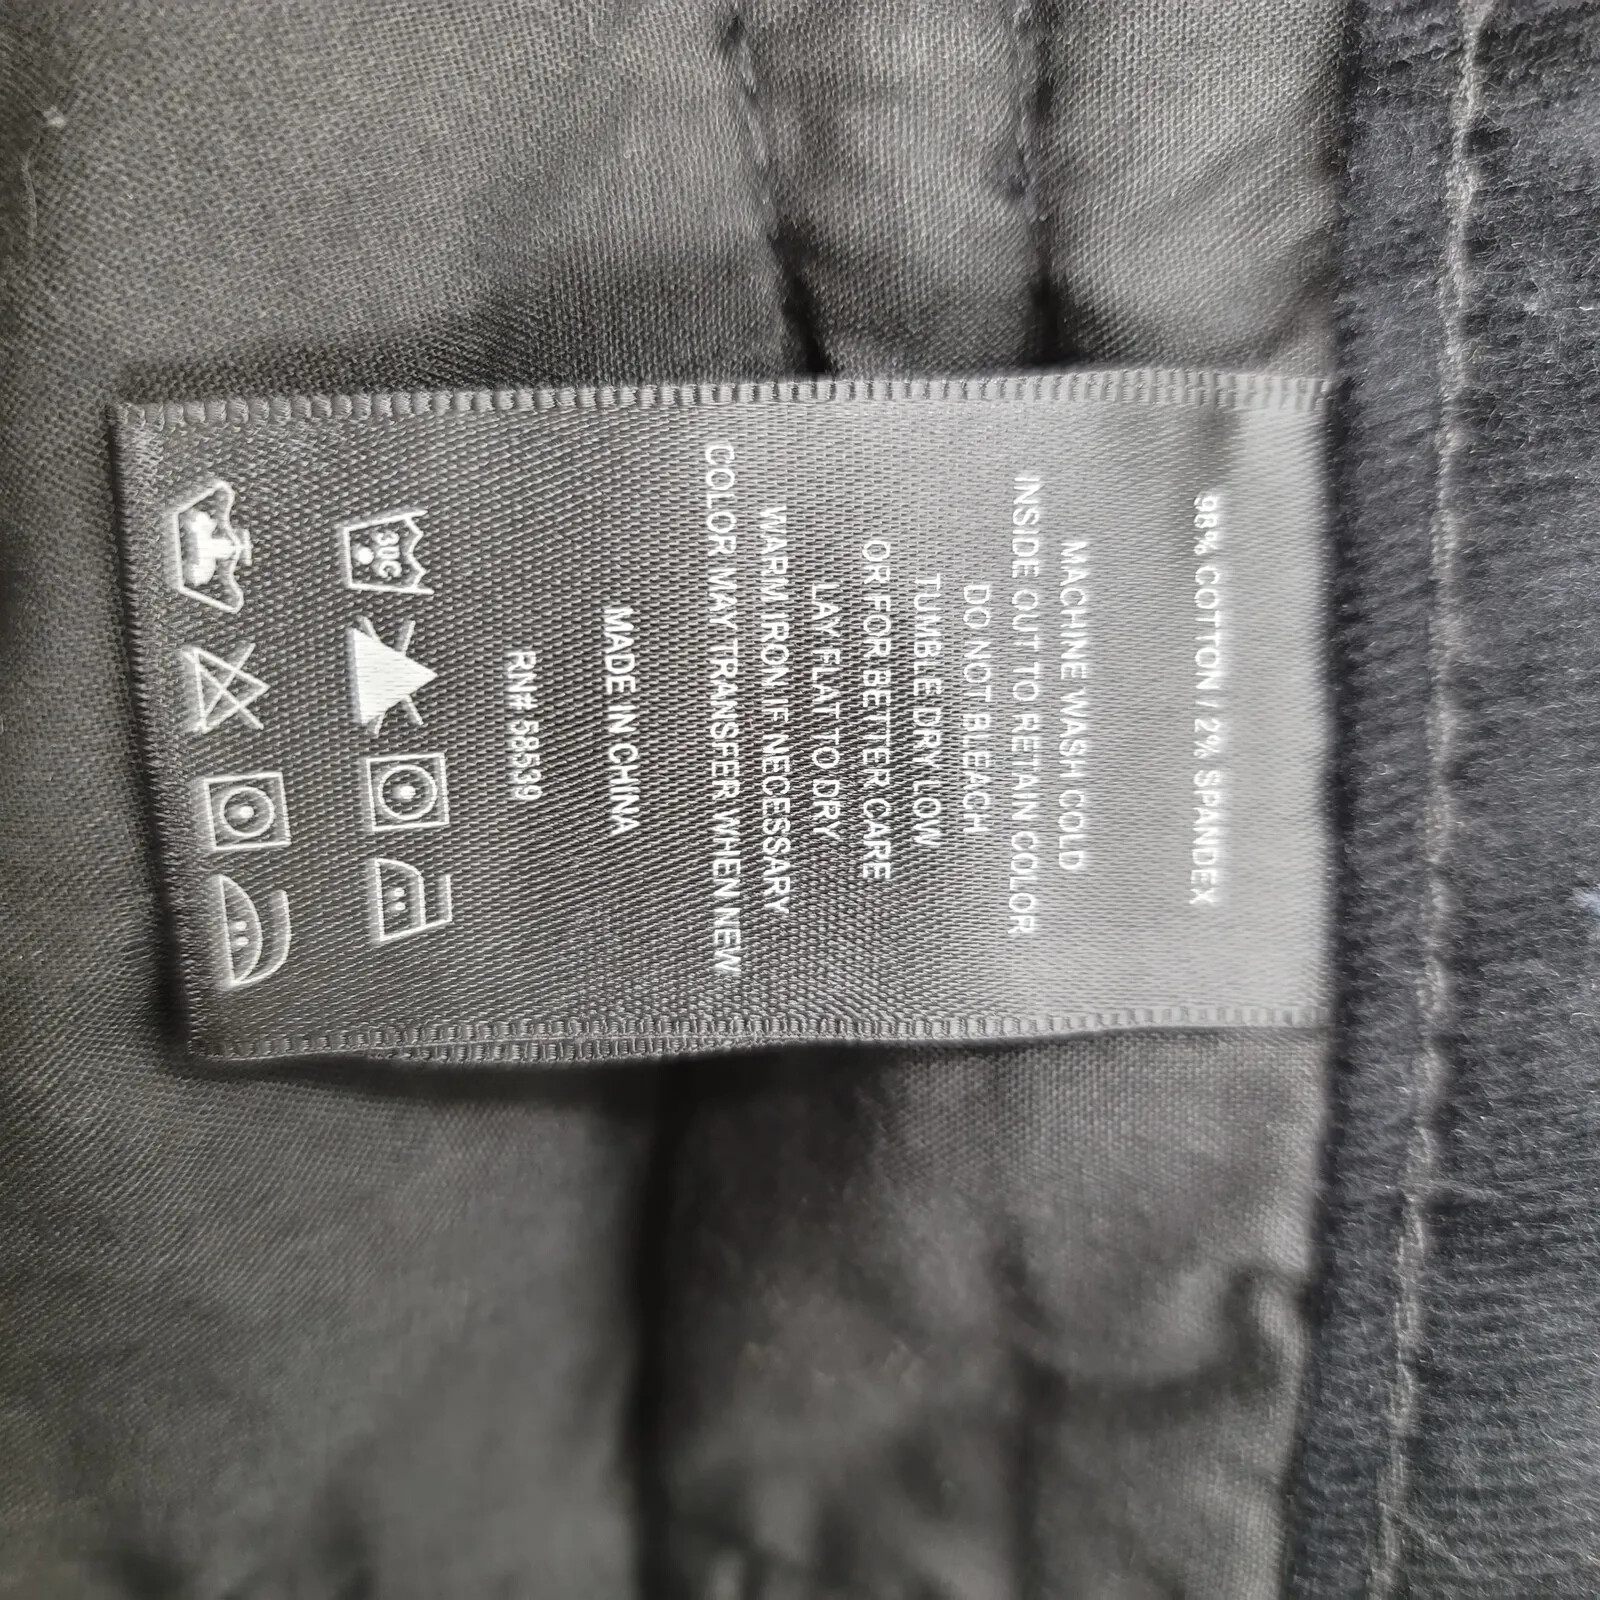 98% COTTON / 2% SPANDEX
MACHINE WASH COLD
INSIDE OUT TO RETAIN COLOR
DO NOT BLEACH
TUMBLE DRY LOW
OR FOR BETTER CARE
LAY FLAT TO DRY
WARM IRON IF NECESSARY
COLOR MAY TRANSFER WHEN NEW
MADE IN CHINA
RN# 58539
30C